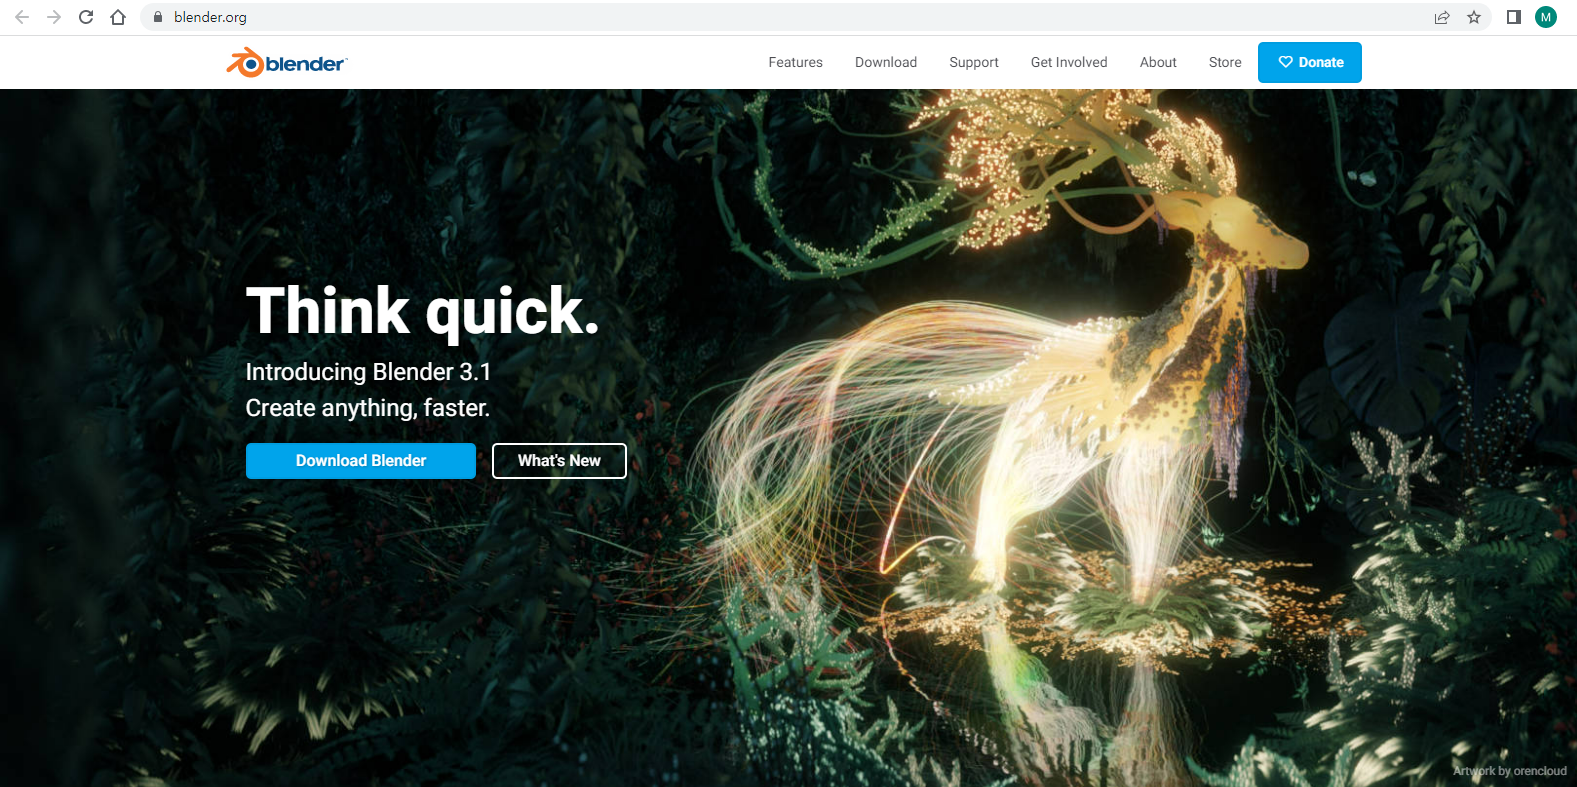 blender.org
M
blender™
Features Download Support Get Involved About Store Donate
Think quick.
Introducing Blender 3.1
Create anything, faster.
Download Blender What's New
Artwork by orencloud